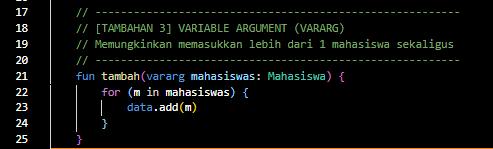 17 // ----------------------------------------------------------
18 // [TAMBAHAN 3] VARIABLE ARGUMENT (VARARG)
19 // Memungkinkan memasukkan lebih dari 1 mahasiswa sekaligus
20 // ----------------------------------------------------------
21 fun tambah(vararg mahasiswas: Mahasiswa) {
22 for (m in mahasiswas) {
23 data.add(m)
24 }
25 }